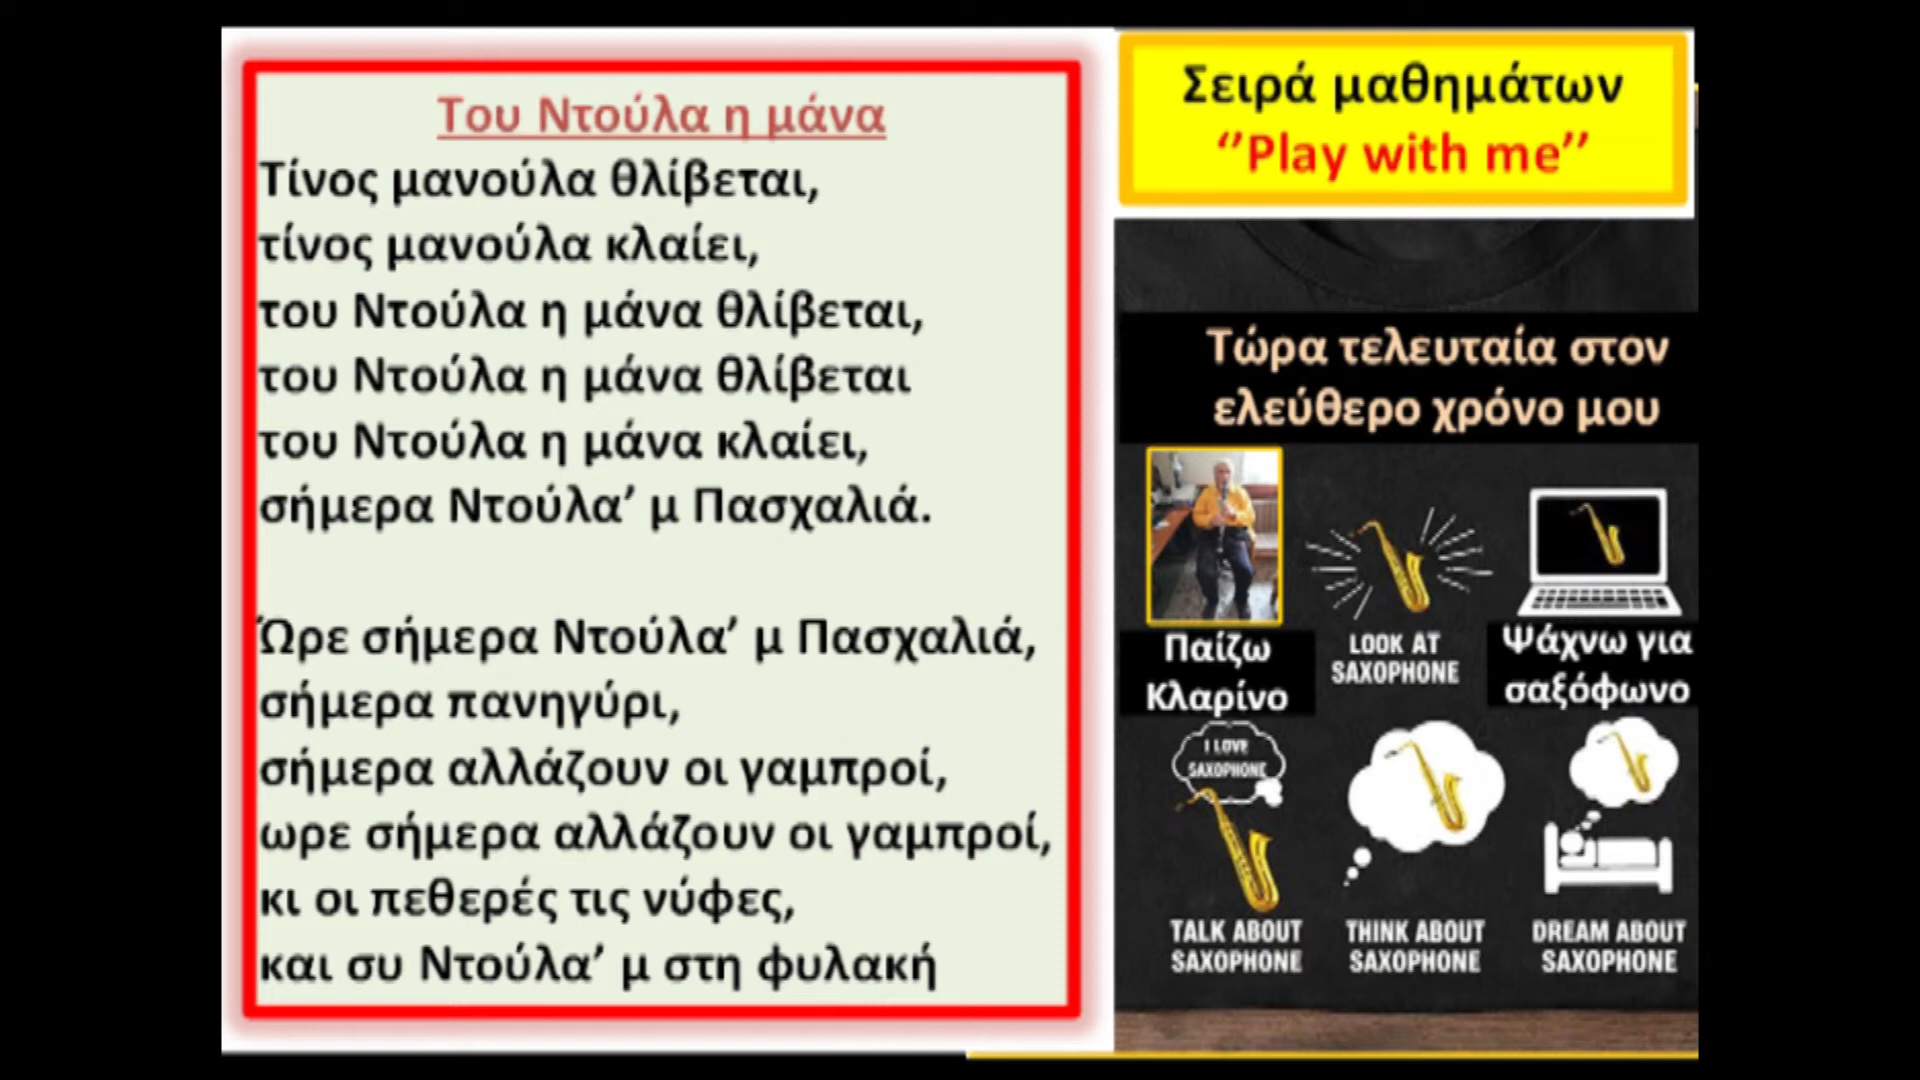 Του Ντούλα η μάνα
Τίνος μανούλα θλίβεται,
τίνος μανούλα κλαίει,
του Ντούλα η μάνα θλίβεται,
του Ντούλα η μάνα θλίβεται
του Ντούλα η μάνα κλαίει,
σήμερα Ντούλα’ μ Πασχαλιά.
Ώρε σήμερα Ντούλα’ μ Πασχαλιά,
σήμερα πανηγύρι,
σήμερα αλλάζουν οι γαμπροί,
ωρε σήμερα αλλάζουν οι γαμπροί,
κι οι πεθερές τις νύφες,
και συ Ντούλα’ μ στη φυλακή
Σειρά μαθημάτων
‘’Play with me’’
Τώρα τελευταία στον
ελεύθερο χρόνο μου
Παίζω
Κλαρίνο
LOOK AT
SAXOPHONE
Ψάχνω για
σαξόφωνο
I LOVE
SAXOPHONE
TALK ABOUT
SAXOPHONE
THINK ABOUT
SAXOPHONE
DREAM ABOUT
SAXOPHONE